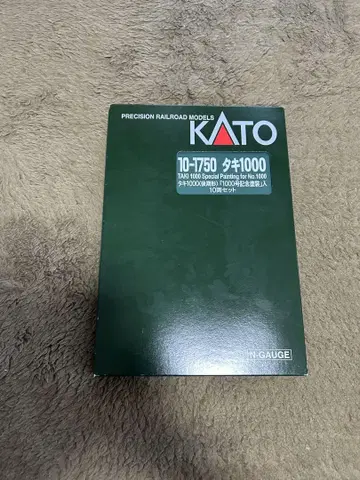 PRECISION RAILROAD MODELS
KATO
10-1750 タキ1000
TAKI 1000 Special Painting for No.1000
タキ1000(後期形)「1000号記念塗装」入
10両セット
N-GAUGE